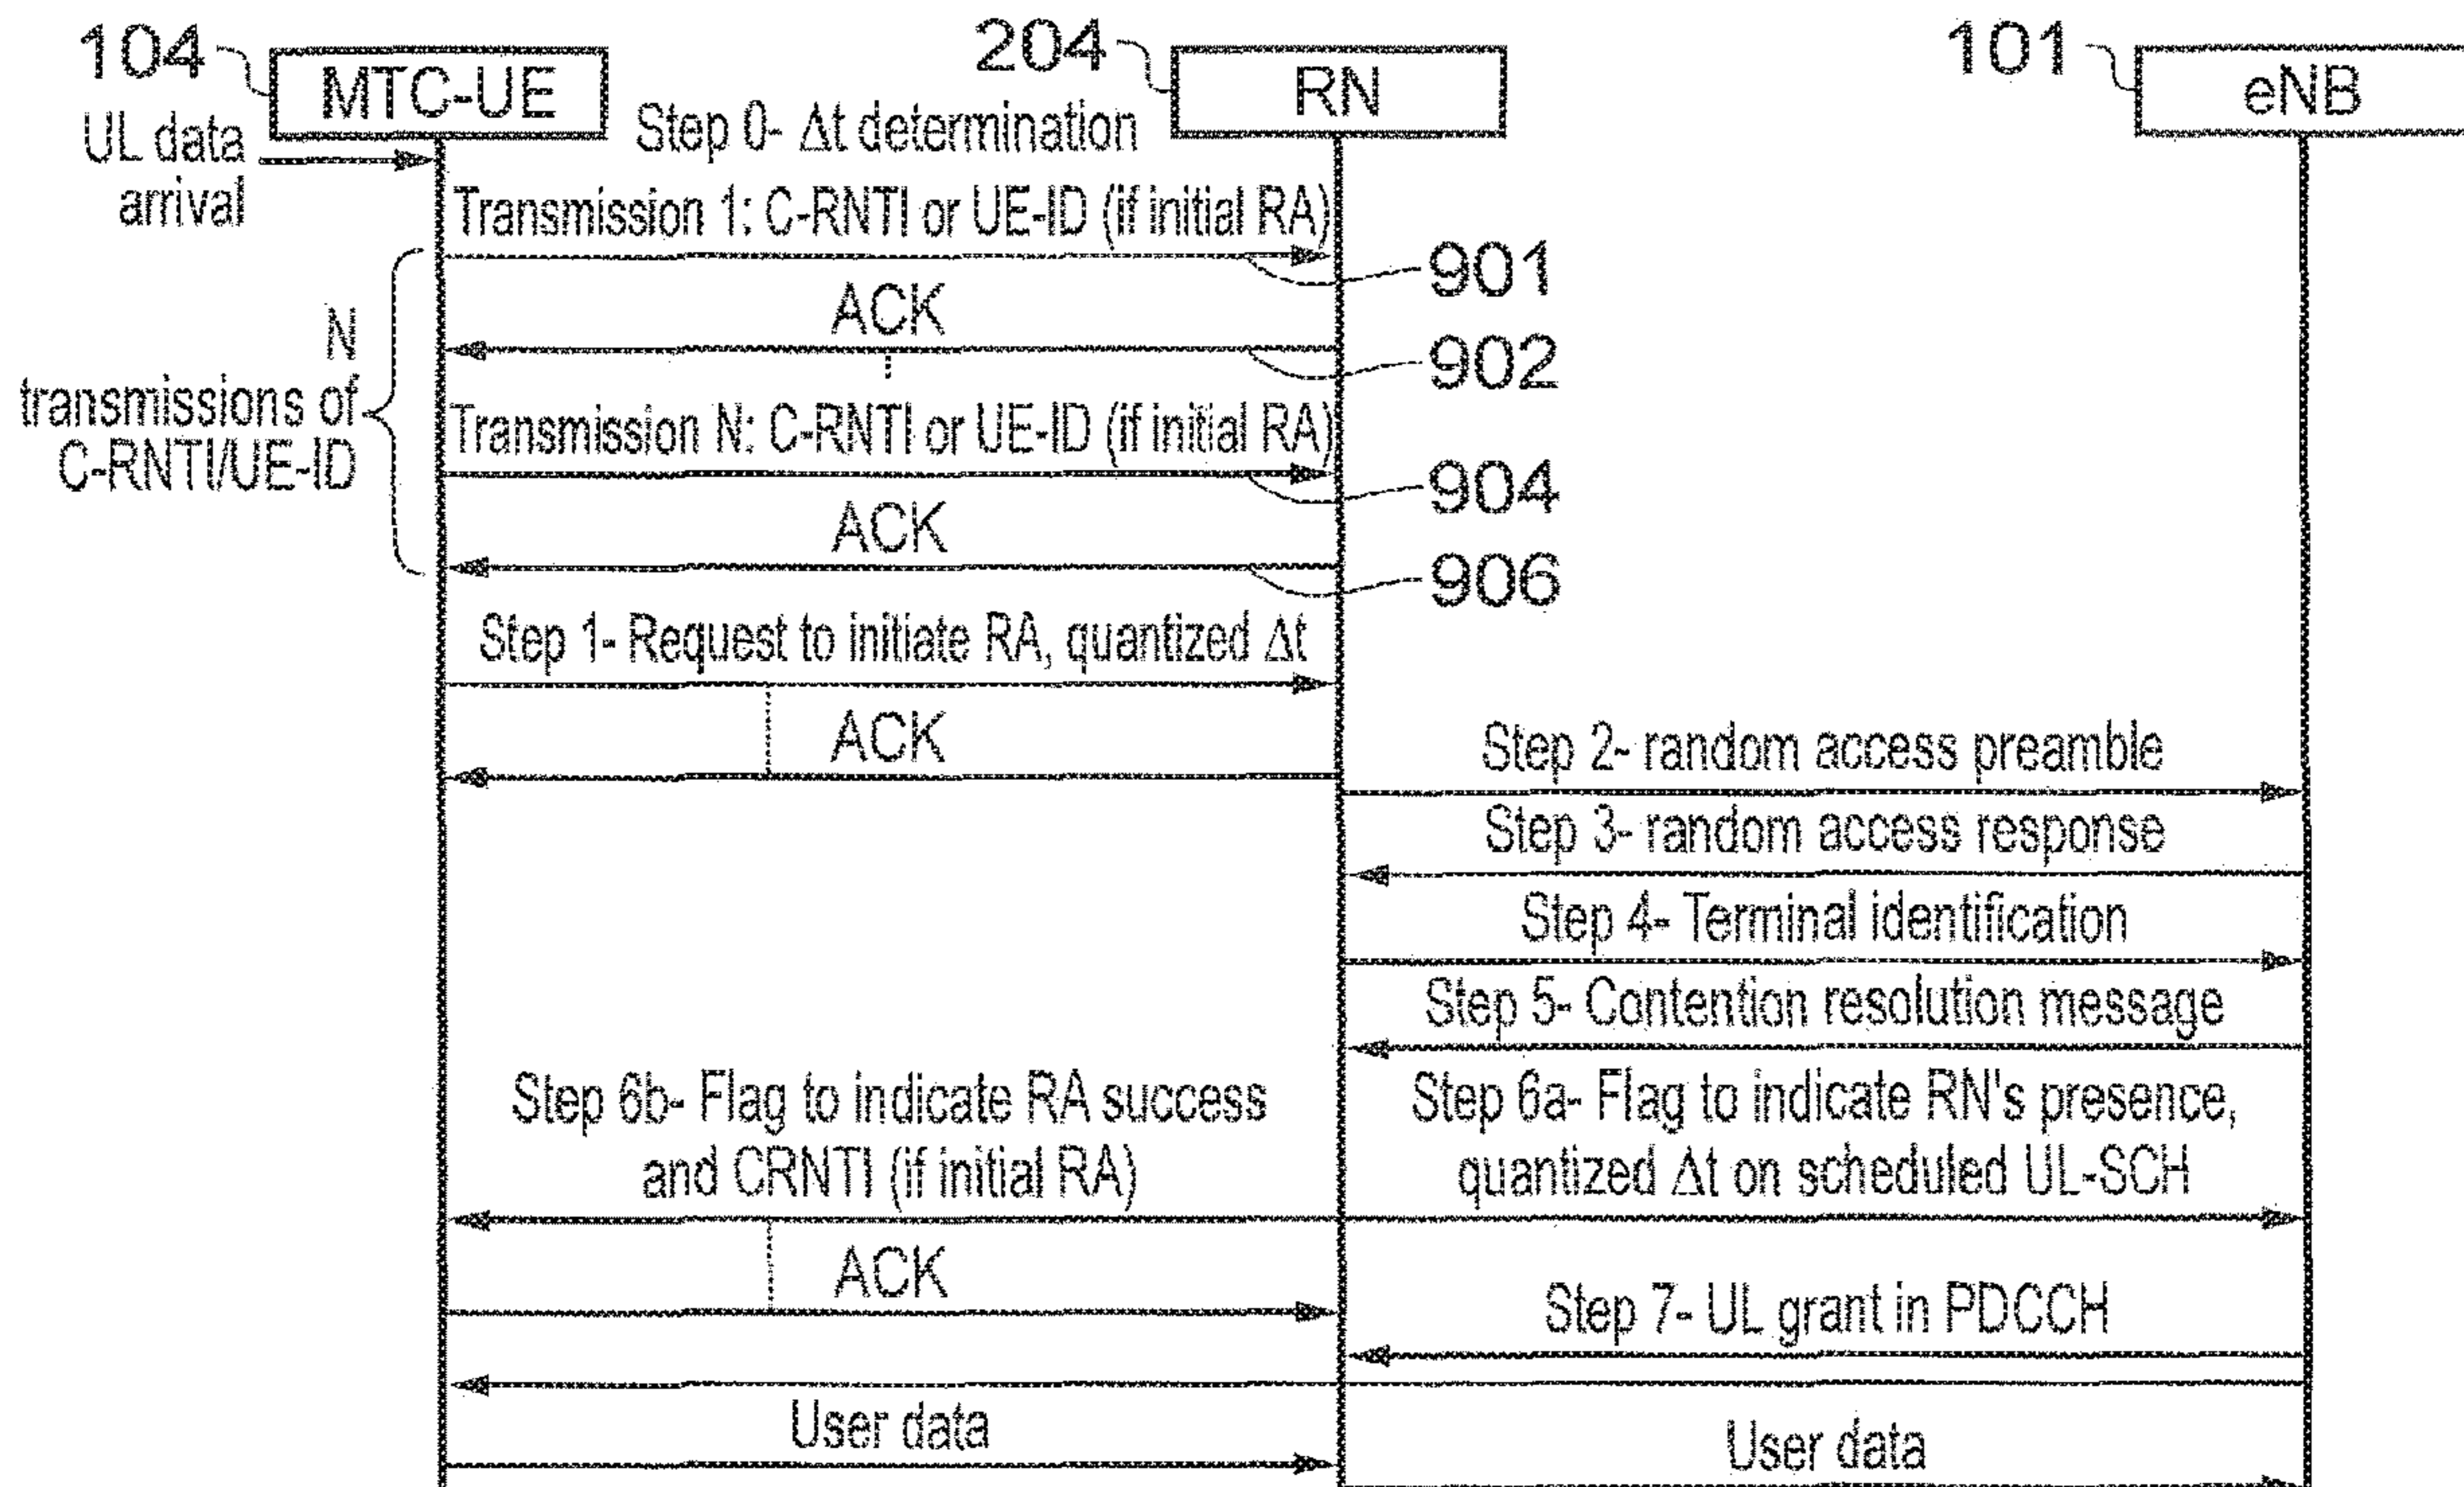 104
MTC-UE
204
RN
101
eNB
UL data
arrival
Step 0- Δt determination
Transmission 1: C-RNTI or UE-ID (if initial RA)
901
ACK
902
N
transmissions of
C-RNTI/UE-ID
Transmission N: C-RNTI or UE-ID (if initial RA)
904
ACK
906
Step 1- Request to initiate RA, quantized Δt
ACK
Step 2- random access preamble
Step 3- random access response
Step 4- Terminal identification
Step 5- Contention resolution message
Step 6b- Flag to indicate RA success
and CRNTI (if initial RA)
Step 6a- Flag to indicate RN's presence,
quantized Δt on scheduled UL-SCH
ACK
Step 7- UL grant in PDCCH
User data
User data